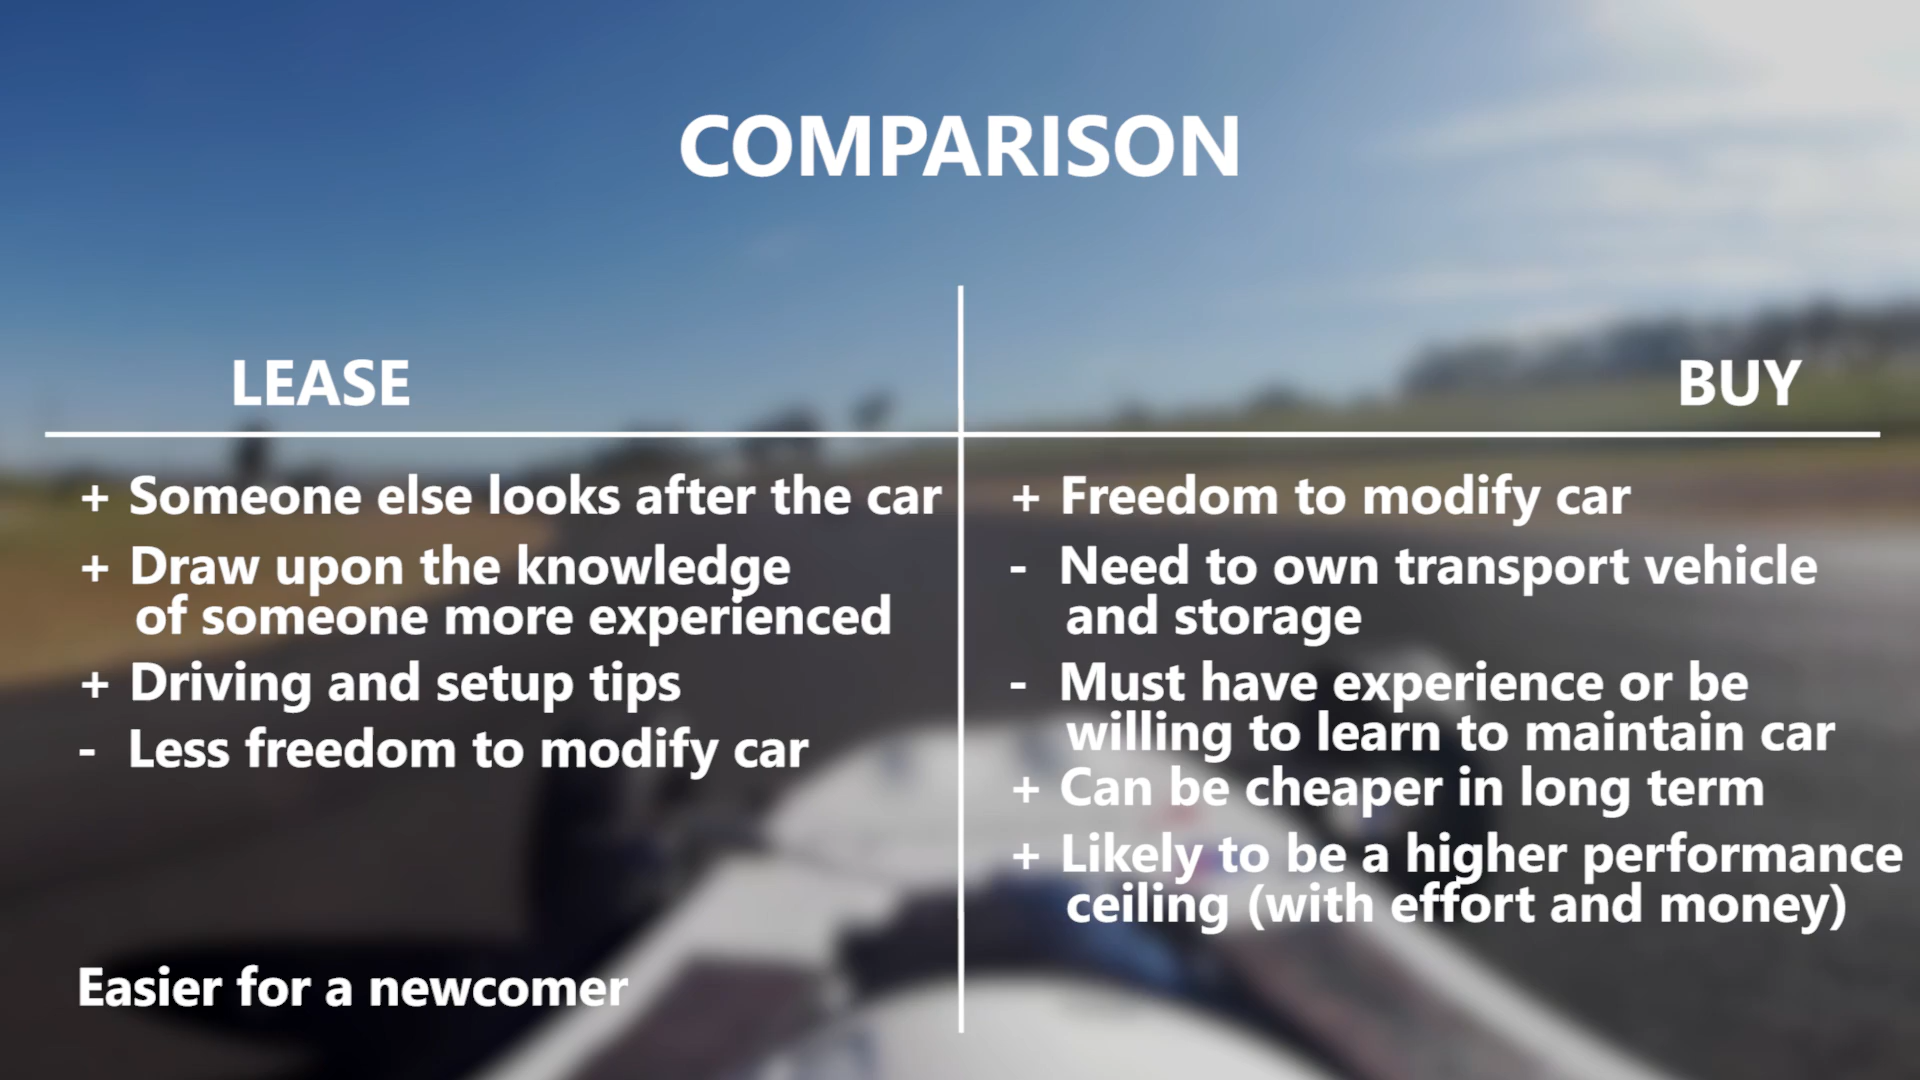 COMPARISON
LEASE
+ Someone else looks after the car
+ Draw upon the knowledge
of someone more experienced
+ Driving and setup tips
- Less freedom to modify car
Easier for a newcomer
BUY
+ Freedom to modify car
- Need to own transport vehicle
and storage
- Must have experience or be
willing to learn to maintain car
+ Can be cheaper in long term
+ Likely to be a higher performance
ceiling (with effort and money)